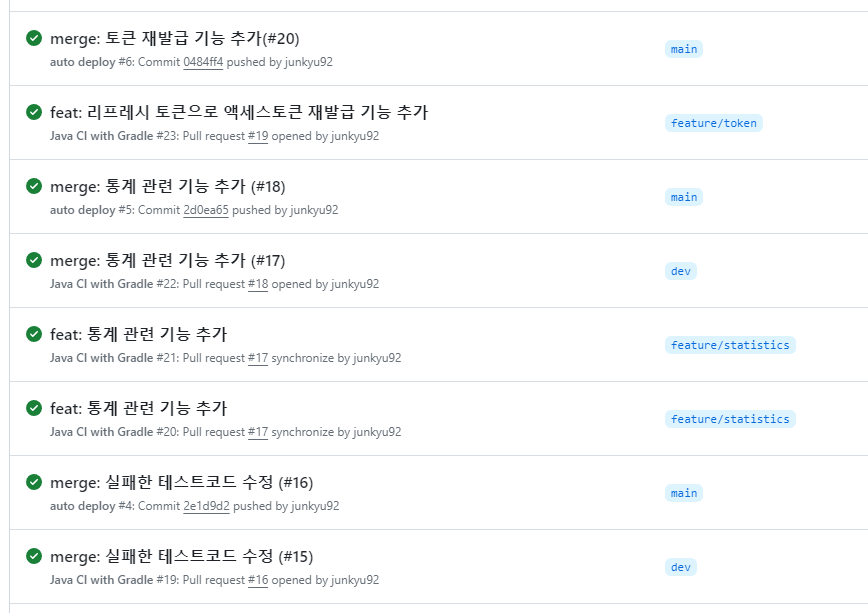 merge: 토큰 재발급 기능 추가(#20)
main
auto deploy #6: Commit 0484ff4 pushed by junkyu92
feat: 리프레시 토큰으로 액세스토큰 재발급 기능 추가
feature/token
Java CI with Gradle #23: Pull request #19 opened by junkyu92
merge: 통계 관련 기능 추가 (#18)
main
auto deploy #5: Commit 2d0ea65 pushed by junkyu92
merge: 통계 관련 기능 추가 (#17)
dev
Java CI with Gradle #22: Pull request #18 opened by junkyu92
feat: 통계 관련 기능 추가
feature/statistics
Java CI with Gradle #21: Pull request #17 synchronize by junkyu92
feat: 통계 관련 기능 추가
feature/statistics
Java CI with Gradle #20: Pull request #17 synchronize by junkyu92
merge: 실패한 테스트코드 수정 (#16)
main
auto deploy #4: Commit 2e1d9d2 pushed by junkyu92
merge: 실패한 테스트코드 수정 (#15)
dev
Java CI with Gradle #19: Pull request #16 opened by junkyu92